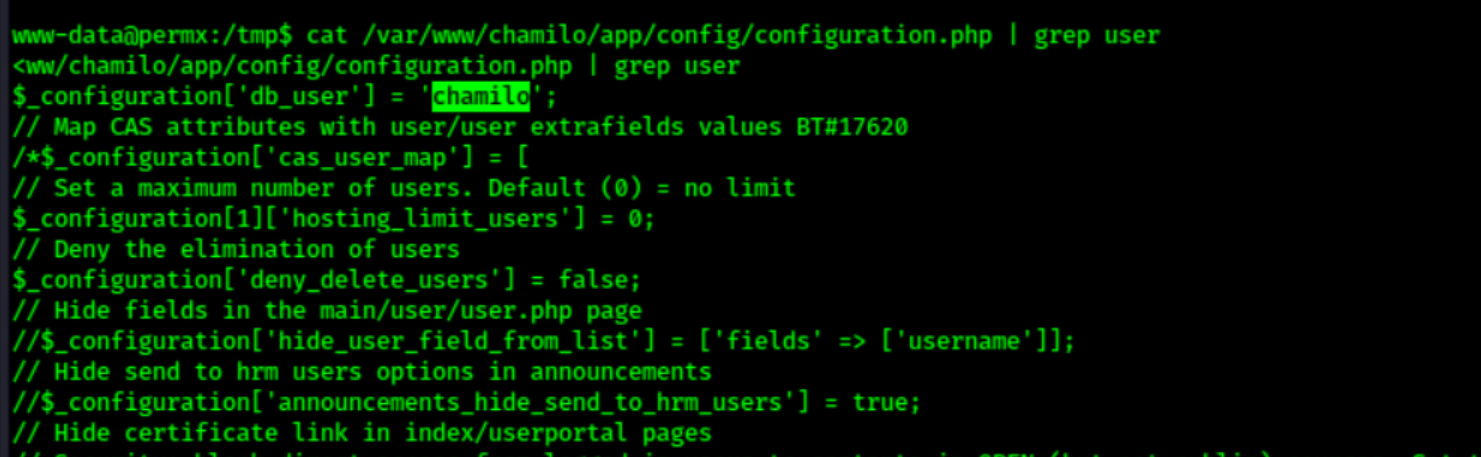 www-data@permx:/tmp$ cat /var/www/chamilo/app/config/configuration.php | grep user
<ww/chamilo/app/config/configuration.php | grep user
$_configuration['db_user'] = 'chamilo';
// Map CAS attributes with user/user extrafields values BT#17620
/*$_configuration['cas_user_map'] = [
// Set a maximum number of users. Default (0) = no limit
$_configuration[1]['hosting_limit_users'] = 0;
// Deny the elimination of users
$_configuration['deny_delete_users'] = false;
// Hide fields in the main/user/user.php page
//$_configuration['hide_user_field_from_list'] = ['fields' => ['username']];
// Hide send to hrm users options in announcements
//$_configuration['announcements_hide_send_to_hrm_users'] = true;
// Hide certificate link in index/userportal pages